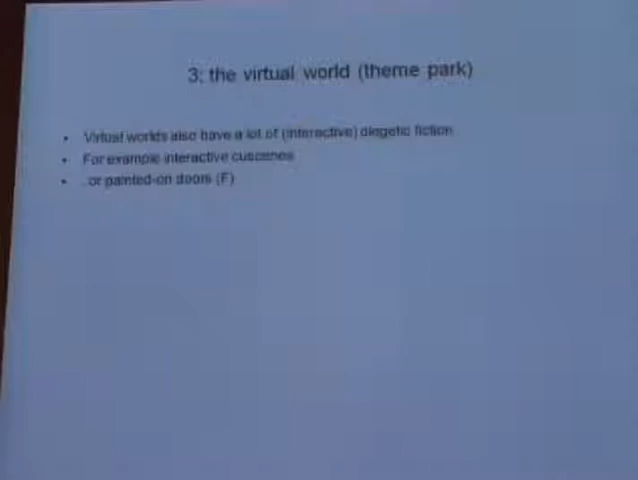 3: the virtual world (theme park)
• Virtual worlds also have a lot of (interactive) diegetic fiction
• For example interactive cutscenes
• ..or painted-on doors (F)